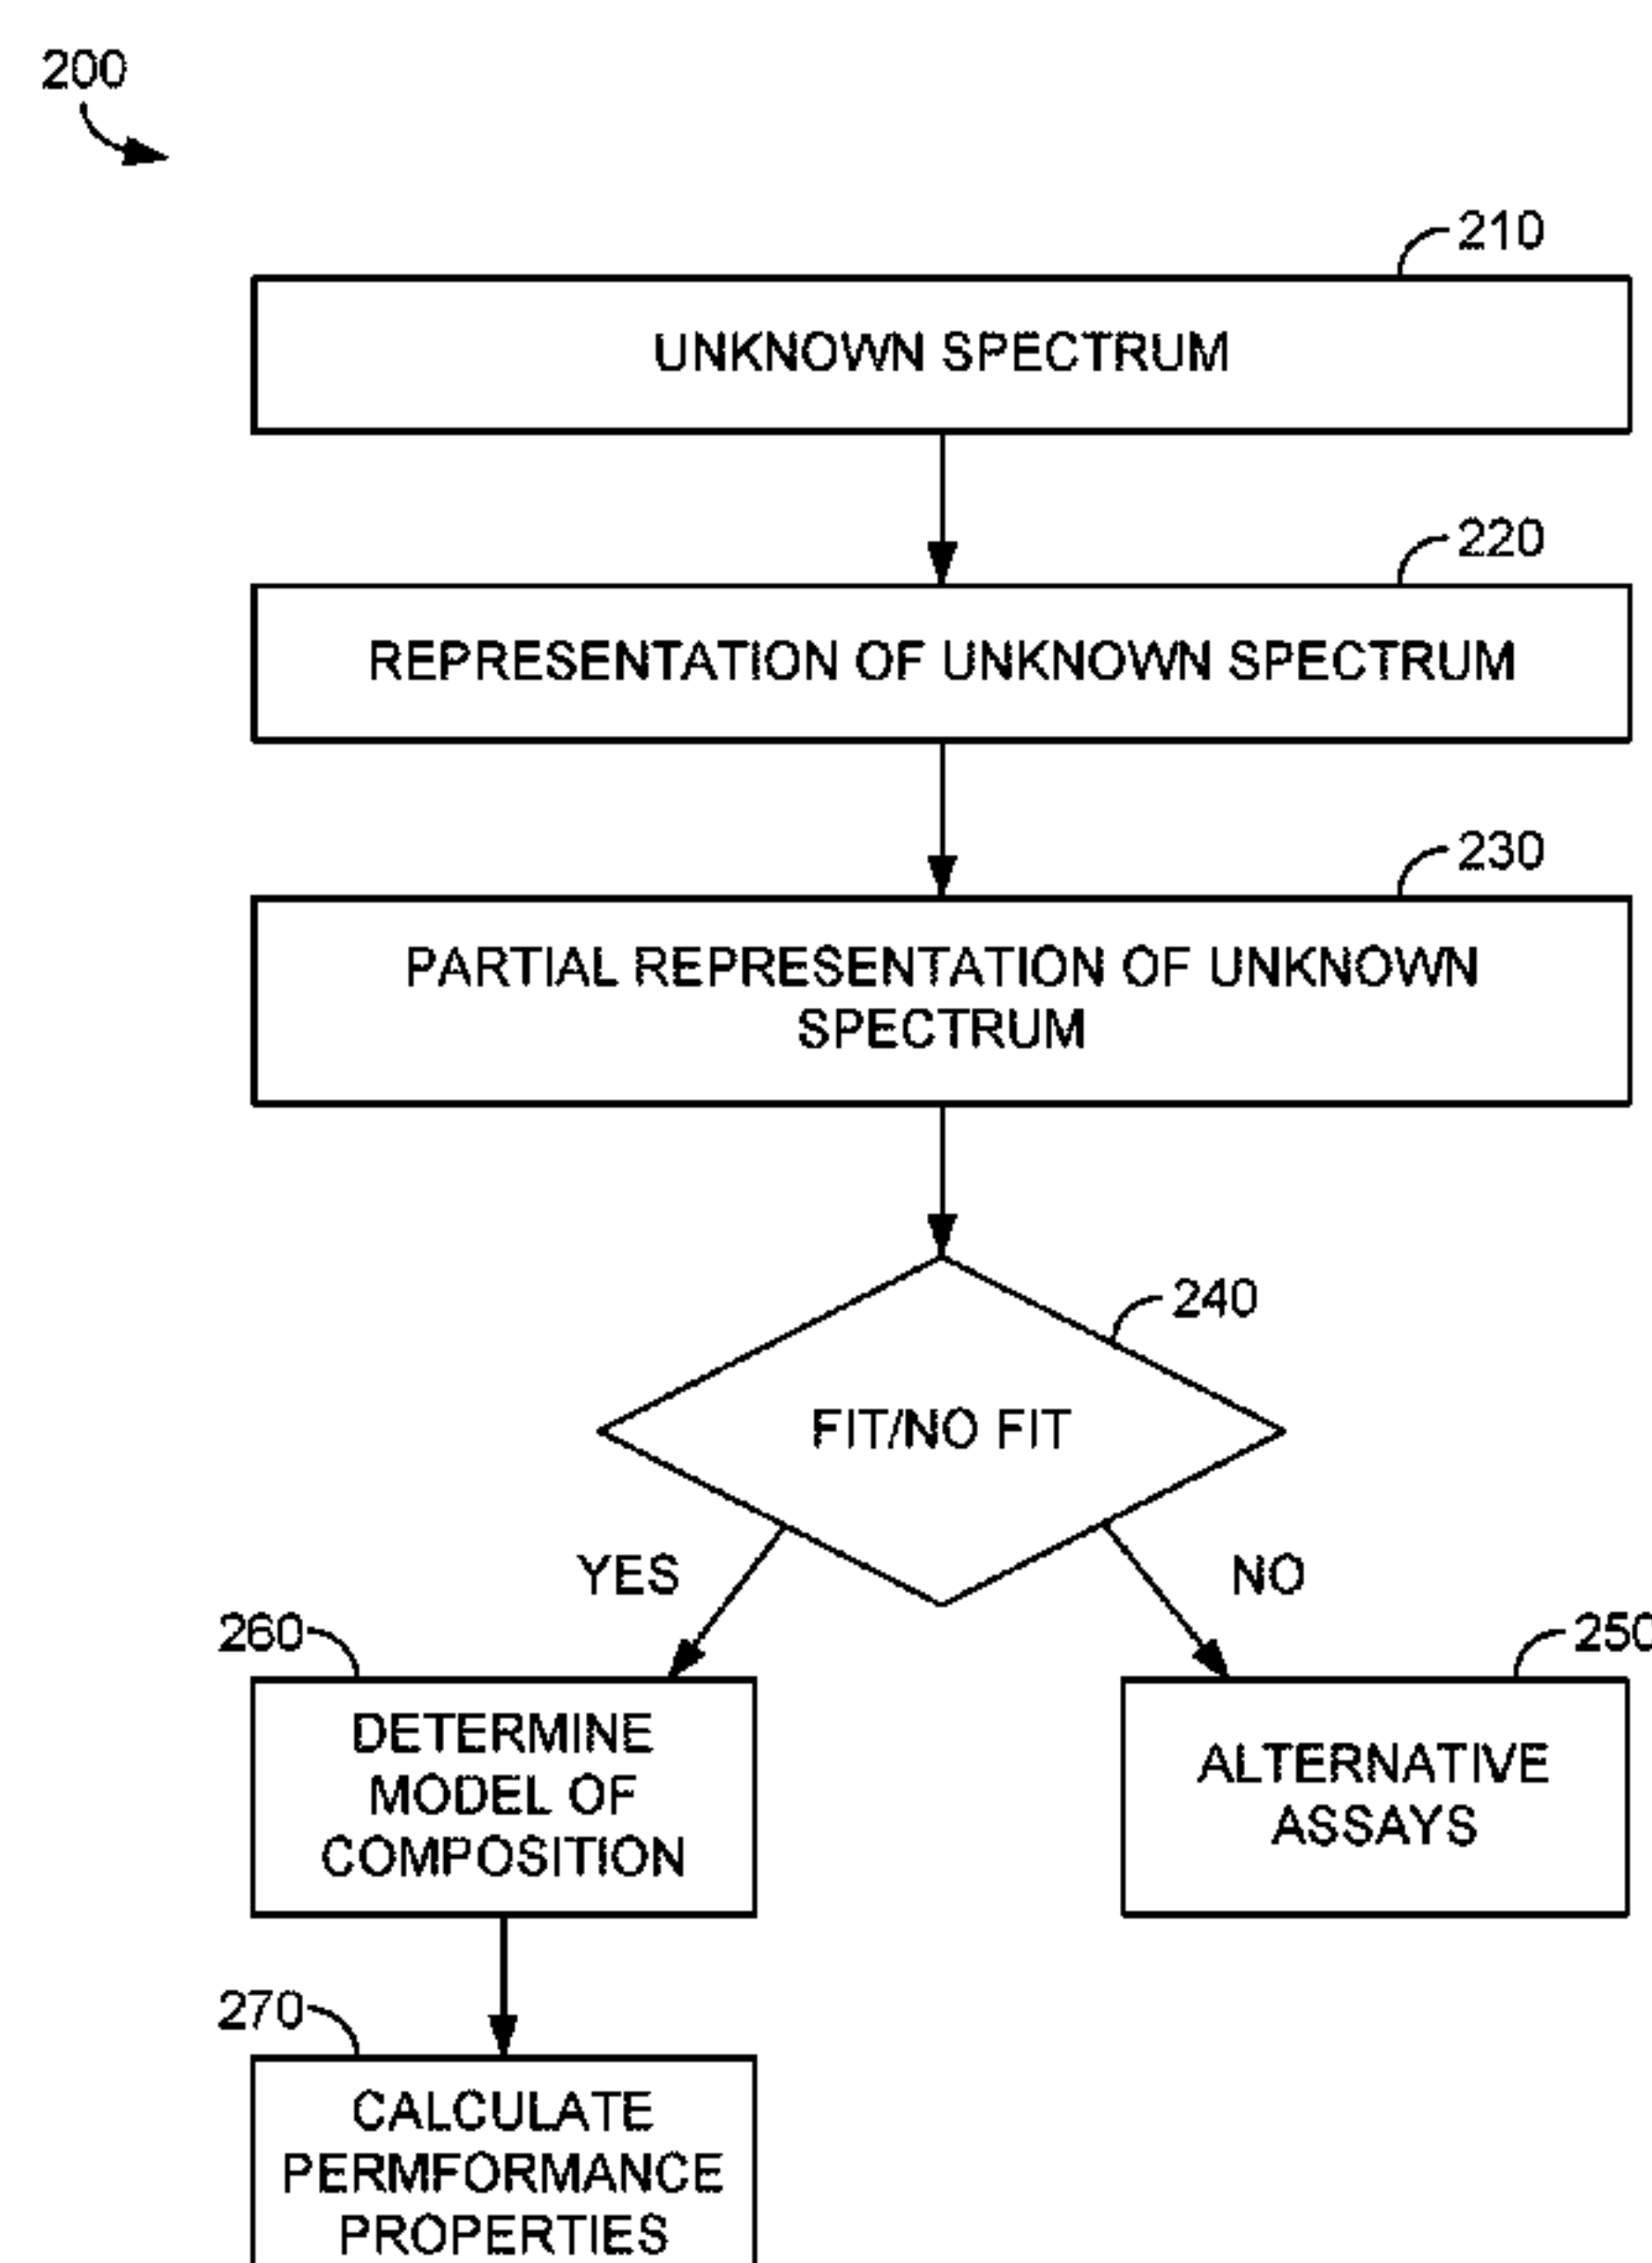 200
210
UNKNOWN SPECTRUM
220
REPRESENTATION OF UNKNOWN SPECTRUM
230
PARTIAL REPRESENTATION OF UNKNOWN
SPECTRUM
240
FIT/NO FIT
YES
NO
260
250
DETERMINE
MODEL OF
COMPOSITION
ALTERNATIVE
ASSAYS
270
CALCULATE
PERMFORMANCE
PROPERTIES